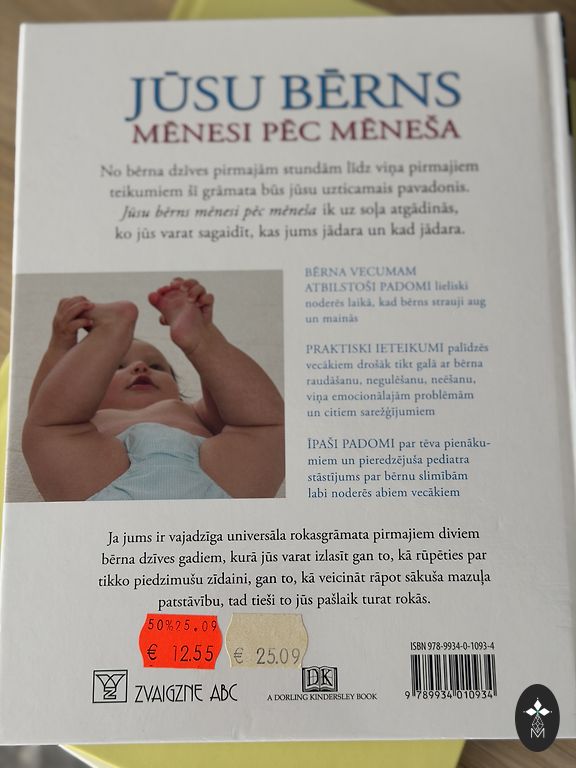 JŪSU BĒRNS
MĒNESI PĒC MĒNEŠA
No bērna dzīves pirmajām stundām līdz viņa pirmajiem
teikumiem šī grāmata būs jūsu uzticamais pavadonis.
Jūsu bērns mēnesi pēc mēneša ik uz soļa atgādinās,
ko jūs varat sagaidīt, kas jums jādara un kad jādara.
BĒRNA VECUMAM
ATBILSTOŠI PADOMI lieliski
noderēs laikā, kad bērns strauji aug
un mainās
PRAKTISKI IETEIKUMI palīdzēs
vecākiem drošāk tikt galā ar bērna
raudāšanu, negulēšanu, neēšanu,
viņa emocionālajām problēmām
un citiem sarežģījumiem
ĪPAŠI PADOMI par tēva pienāku-
miem un pieredzējuša pediatra
stāstījums par bērnu slimībām
labi noderēs abiem vecākiem
Ja jums ir vajadzīga universāla rokasgrāmata pirmajiem diviem
bērna dzīves gadiem, kurā jūs varat izlasīt gan to, kā rūpēties par
tikko piedzimušu zīdaini, gan to, kā veicināt rāpot sākuša mazuļa
patstāvību, tad tieši to jūs pašlaik turat rokās.
50%25.09
€ 12.55
€ 25.09
ZVAIGZNE ABC
DK
A DORLING KINDERSLEY BOOK
ISBN 978-9934-0-1093-4
9 789934 010934
M